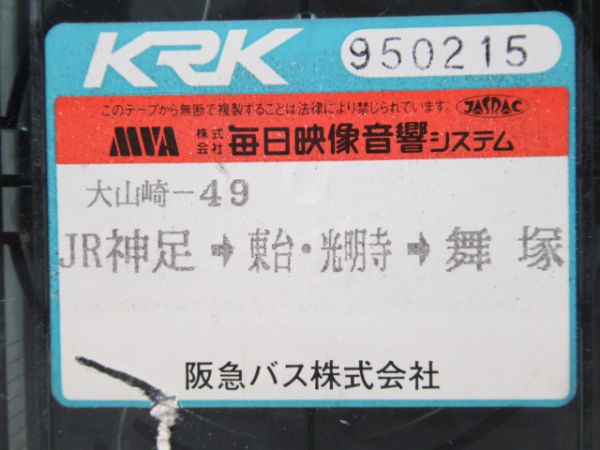 KRK 950215
このテープから無断で複製することは法律により禁じられています。 JASRAC
MVA 株式会社 毎日映像音響システム
大山崎-49
JR神足➡東台・光明寺➡舞塚
阪急バス株式会社